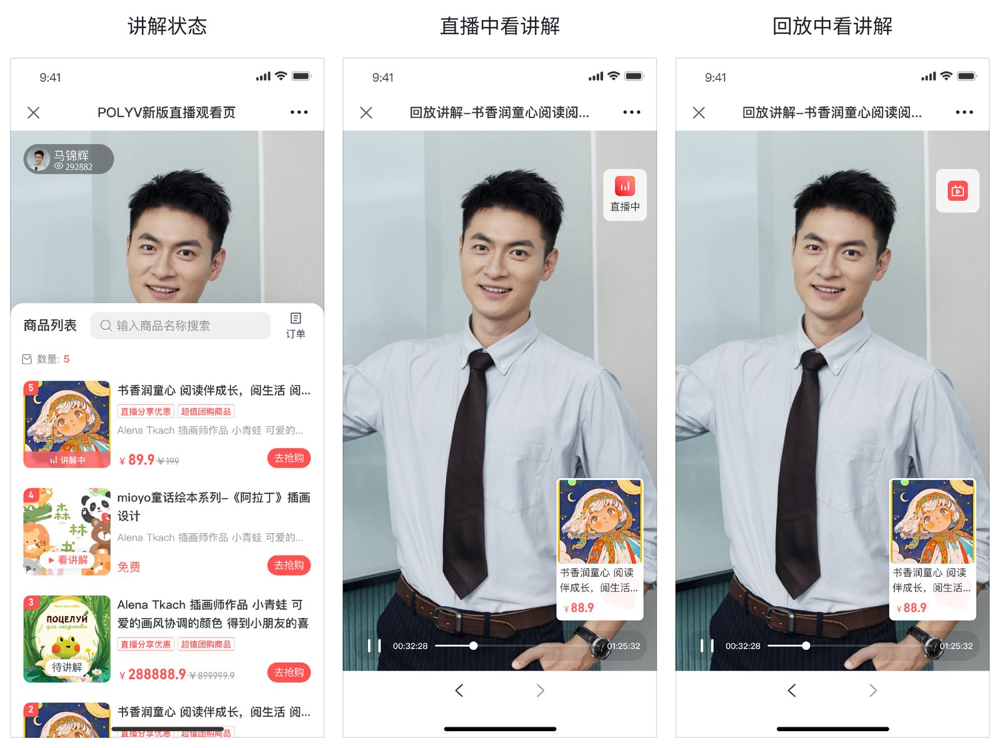 讲解状态
直播中看讲解
回放中看讲解
9:41
POLYV新版直播观看页
马锦辉
292882
商品列表
输入商品名称搜索
订单
数量: 5
5
讲解中
书香润童心 阅读伴成长，阅生活 阅...
直播分享优惠 超值团购商品
Alena Tkach 插画师作品 小青蛙 可爱的...
¥ 89.9 ¥199
去抢购
4
森
林
书
看讲解
mioyo童话绘本系列-《阿拉丁》插画
设计
Alena Tkach 插画师作品 小青蛙 可爱的...
免费
去抢购
3
ПОЦЕЛУЙ
для лягушонка
待讲解
Alena Tkach 插画师作品 小青蛙 可
爱的画风协调的颜色 得到小朋友的喜
直播分享优惠 超值团购商品
¥ 288888.9 ¥899999.9
去抢购
2
书香润童心 阅读伴成长，阅生活 阅...
直播分享优惠 超值团购商品
9:41
回放讲解-书香润童心阅读阅...
直播中
书香润童心 阅读
伴成长，阅生活...
¥ 88.9
00:32:28
01:25:32
9:41
回放讲解-书香润童心阅读阅...
书香润童心 阅读
伴成长，阅生活...
¥ 88.9
00:32:28
01:25:32